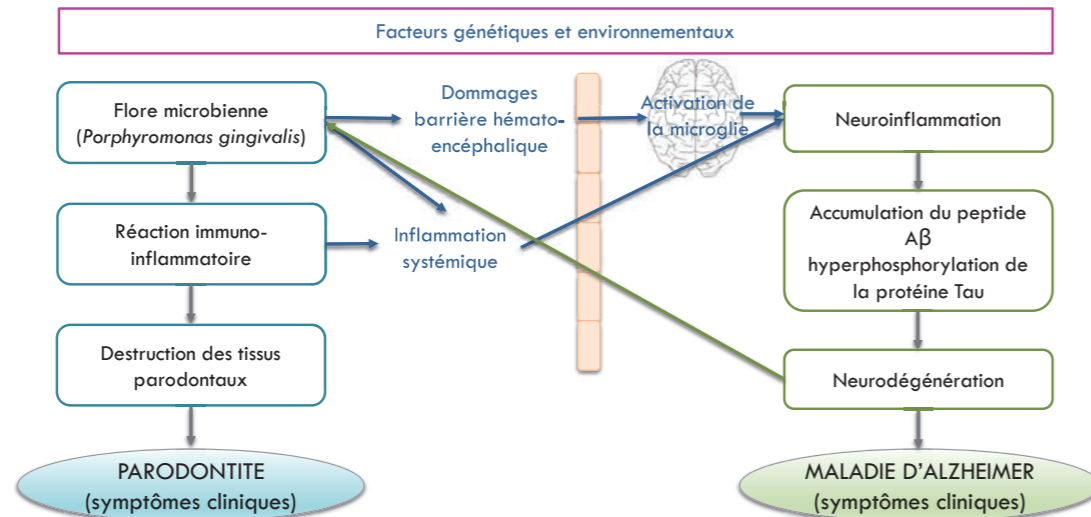 Facteurs génétiques et environnementaux
Flore microbienne
(Porphyromonas gingivalis)
Dommages
barrière hémato-
encéphalique
Activation de
la microglie
Neuroinflammation
Réaction immuno-
inflammatoire
Inflammation
systémique
Accumulation du peptide
Aβ
hyperphosphorylation de
la protéine Tau
Destruction des tissus
parodontaux
Neurodégénération
PARODONTITE
(symptômes cliniques)
MALADIE D'ALZHEIMER
(symptômes cliniques)